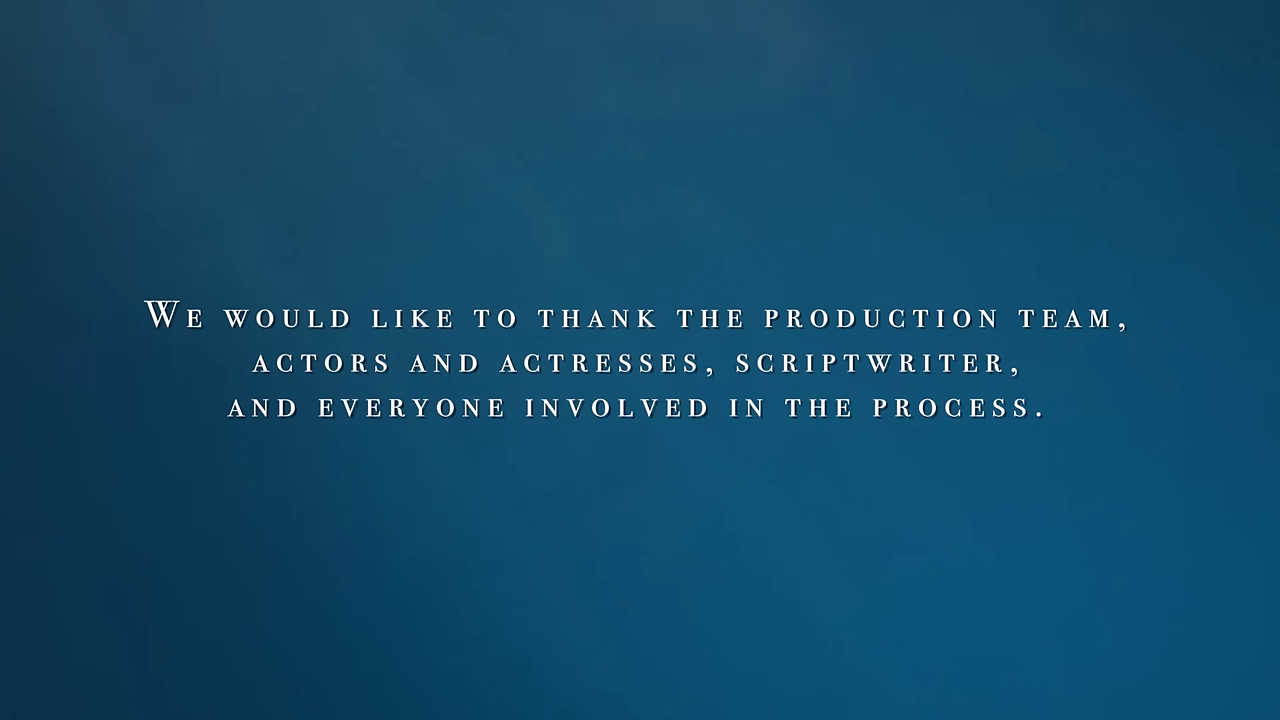 We would like to thank the production team,
actors and actresses, scriptwriter,
and everyone involved in the process.